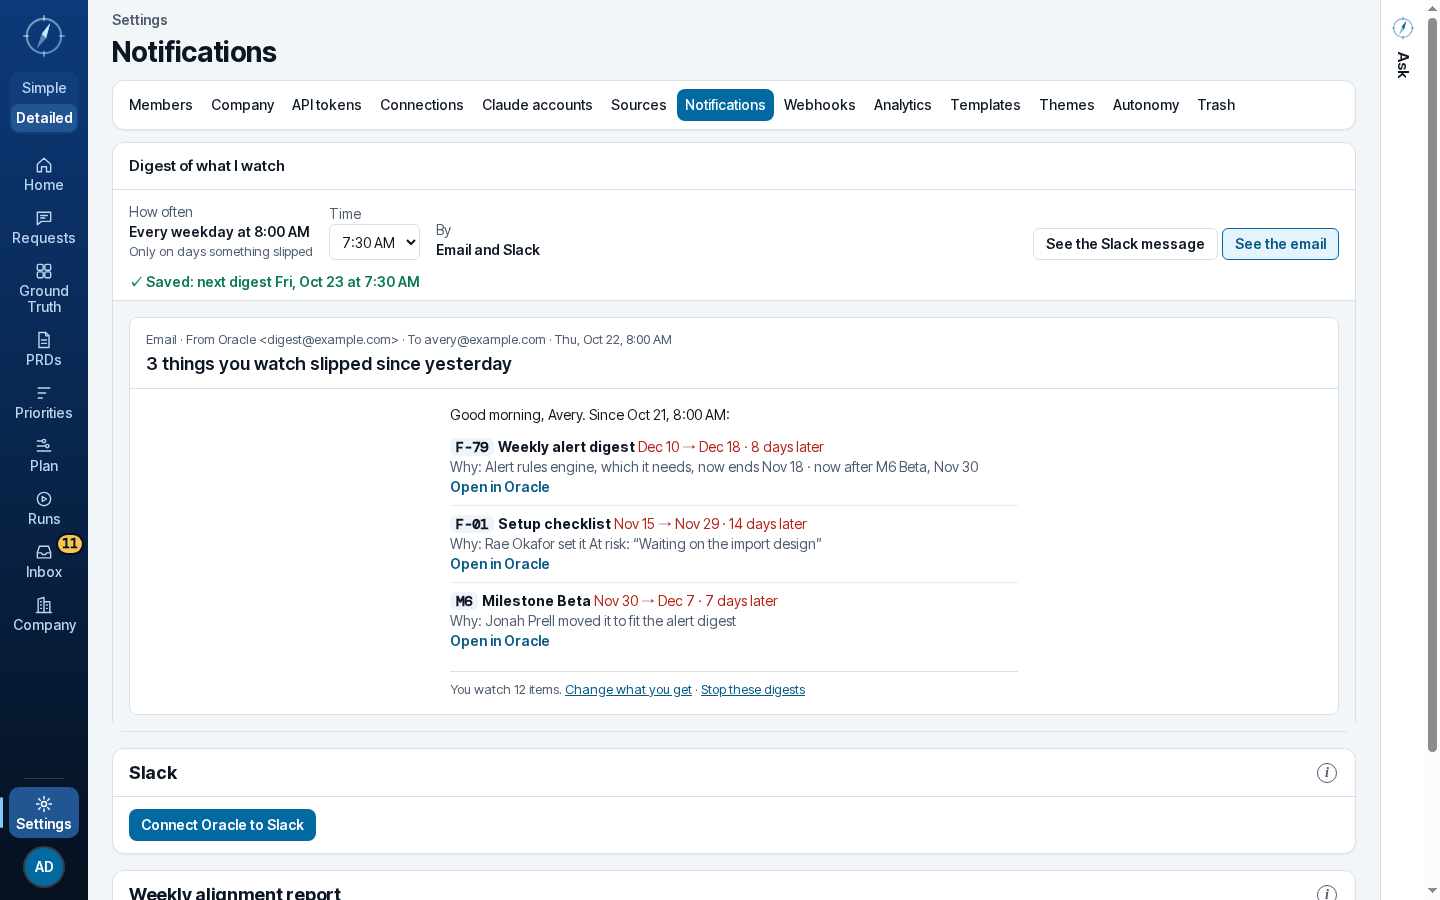 Settings
Notifications
Simple
Detailed
Home
Requests
Ground
Truth
PRDs
Priorities
Plan
Runs
11
Inbox
Company
Settings
AD
Members Company API tokens Connections Claude accounts Sources Notifications Webhooks Analytics Templates Themes Autonomy Trash
Digest of what I watch
How often
Every weekday at 8:00 AM
Only on days something slipped
Time
7:30 AM
By
Email and Slack
See the Slack message
See the email
✓ Saved: next digest Fri, Oct 23 at 7:30 AM
Email · From Oracle <digest@example.com> · To avery@example.com · Thu, Oct 22, 8:00 AM
3 things you watch slipped since yesterday
Good morning, Avery. Since Oct 21, 8:00 AM:
F-79 Weekly alert digest Dec 10 → Dec 18 · 8 days later
Why: Alert rules engine, which it needs, now ends Nov 18 · now after M6 Beta, Nov 30
Open in Oracle
F-01 Setup checklist Nov 15 → Nov 29 · 14 days later
Why: Rae Okafor set it At risk: “Waiting on the import design”
Open in Oracle
M6 Milestone Beta Nov 30 → Dec 7 · 7 days later
Why: Jonah Prell moved it to fit the alert digest
Open in Oracle
You watch 12 items. Change what you get · Stop these digests
Slack
i
Connect Oracle to Slack
Weekly alignment report
i
Ask